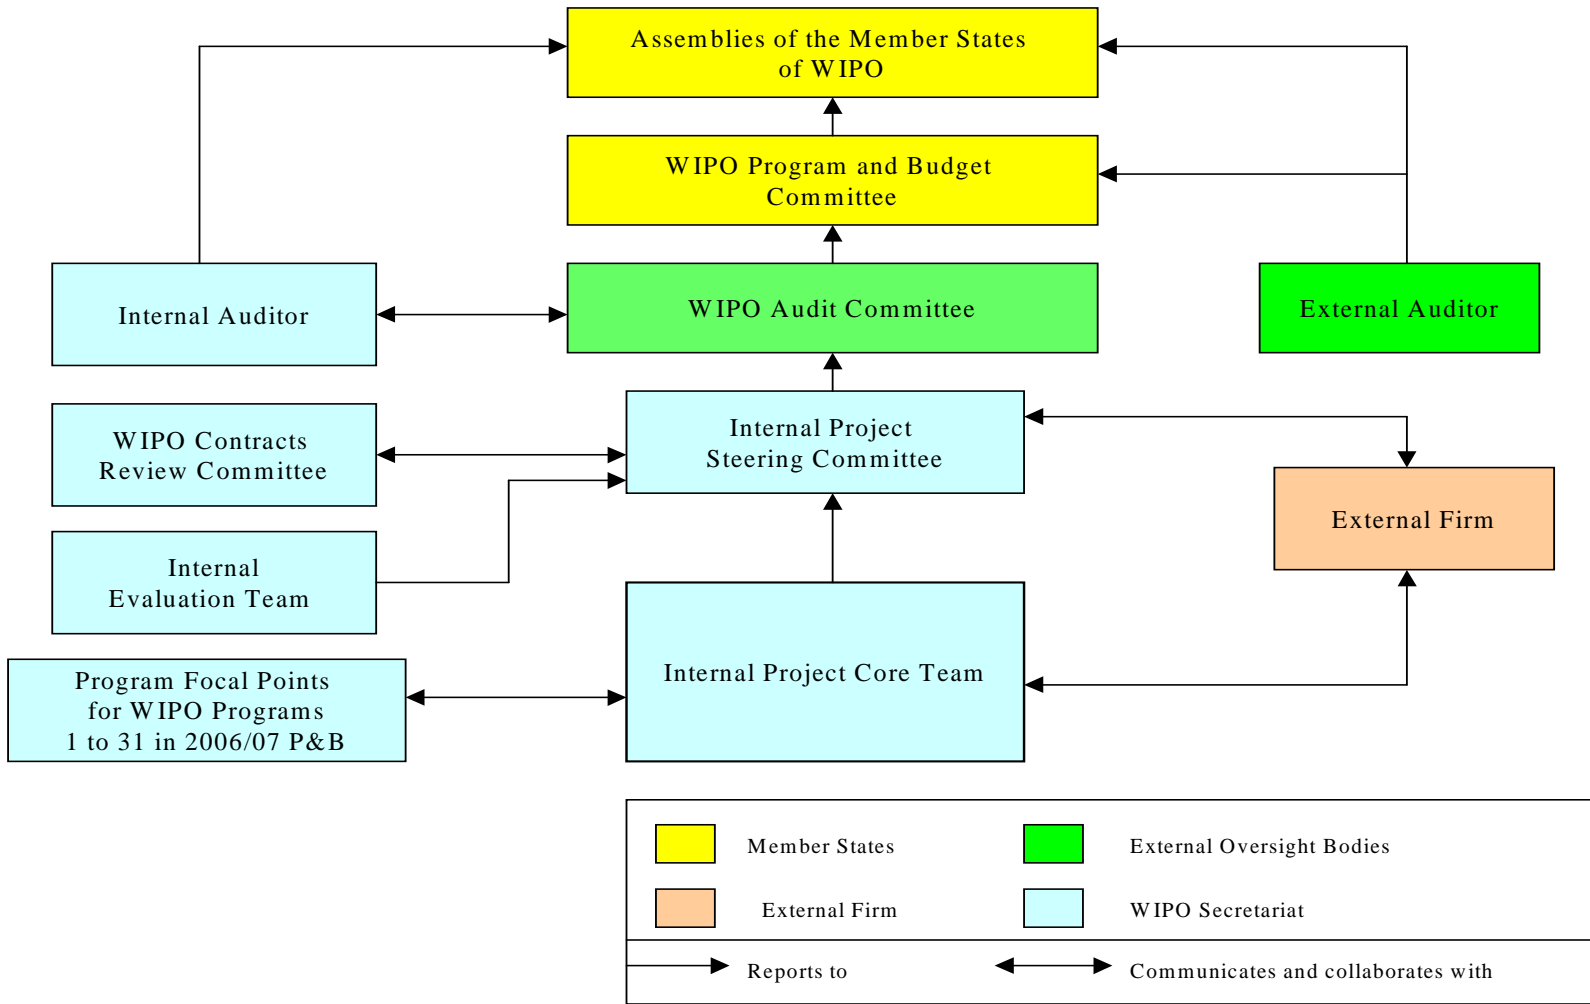 Assemblies of the Member States
of WIPO
WIPO Program and Budget
Committee
Internal Auditor
WIPO Audit Committee
External Auditor
WIPO Contracts
Review Committee
Internal Project
Steering Committee
External Firm
Internal
Evaluation Team
Internal Project Core Team
Program Focal Points
for WIPO Programs
1 to 31 in 2006/07 P&B
Member States
External Oversight Bodies
External Firm
WIPO Secretariat
Reports to
Communicates and collaborates with